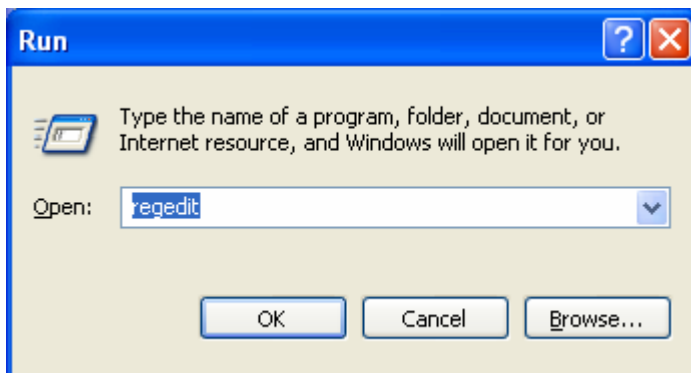 Run
Type the name of a program, folder, document, or
Internet resource, and Windows will open it for you.
Open: regedit
OK Cancel Browse...